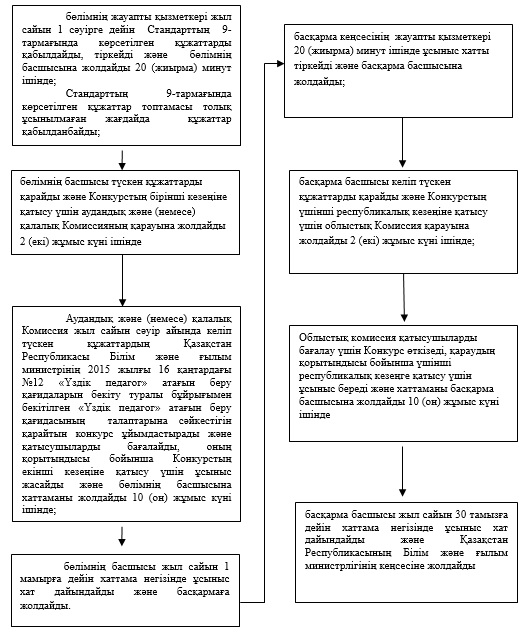 бөлімнің жауапты қызметкері жыл
сайын 1 сәуірге дейін Стандарттың 9-
тармағында көрсетілген құжаттарды
қабылдайды, тіркейді және бөлімнің
басшысына жолдайды 20 (жиырма) минут
ішінде;
Стандарттың 9-тармағында
көрсетілген құжаттар топтамасы толық
ұсынылмаған жағдайда құжаттар
қабылданбайды;
бөлімнің басшысы түскен құжаттарды
қарайды және Конкурстың бірінші кезеңіне
қатысу үшін аудандық және (немесе)
қалалық Комиссияның қарауына жолдайды
2 (екі) жұмыс күні ішінде
Аудандық және (немесе) қалалық
Комиссия жыл сайын сәуір айында келіп
түскен құжаттардың Қазақстан
Республикасы Білім және ғылым
министрінің 2015 жылғы 16 қантардағы
№12 «Үздік педагог» атағын беру
қағидаларын бекіту туралы бұйрығымен
бекітілген «Үздік педагог» атағын беру
қағидасының талаптарына сәйкестігін
қарайтын конкурс ұйымдастырады және
қатысушыларды бағалайды, оның
қорытындысы бойынша Конкурстың
екінші кезеңіне қатысу үшін ұсыныс
жасайды және бөлімнің басшысына
хаттаманы жолдайды 10 (он) жұмыс күні
ішінде;
бөлімнің басшысы жыл сайын 1
мамырға дейін хаттама негізінде ұсыныс
хат дайындайды және басқармаға
жолдайды.
басқарма кеңсесінің жауапты қызметкері
20 (жиырма) минут ішінде ұсыныс хатты
тіркейді және басқарма басшысына
жолдайды;
басқарма басшысы келіп түскен
құжаттарды қарайды және Конкурстың
үшінші республикалық кезеңіне қатысу
үшін облыстық Комиссия қарауына
жолдайды 2 (екі) жұмыс күні ішінде;
Облыстық комиссия қатысушыларды
бағалау үшін Конкурс өткізеді, қараудың
қорытындысы бойынша үшінші
республикалық кезеңге қатысу үшін
ұсыныс береді және хаттаманы басқарма
басшысына жолдайды 10 (он) жұмыс күні
ішінде
басқарма басшысы жыл сайын 30 тамызға
дейін хаттама негізінде ұсыныс хат
дайындайды және Қазақстан
Республикасының Білім және ғылым
министрлігінің кеңсесіне жолдайды